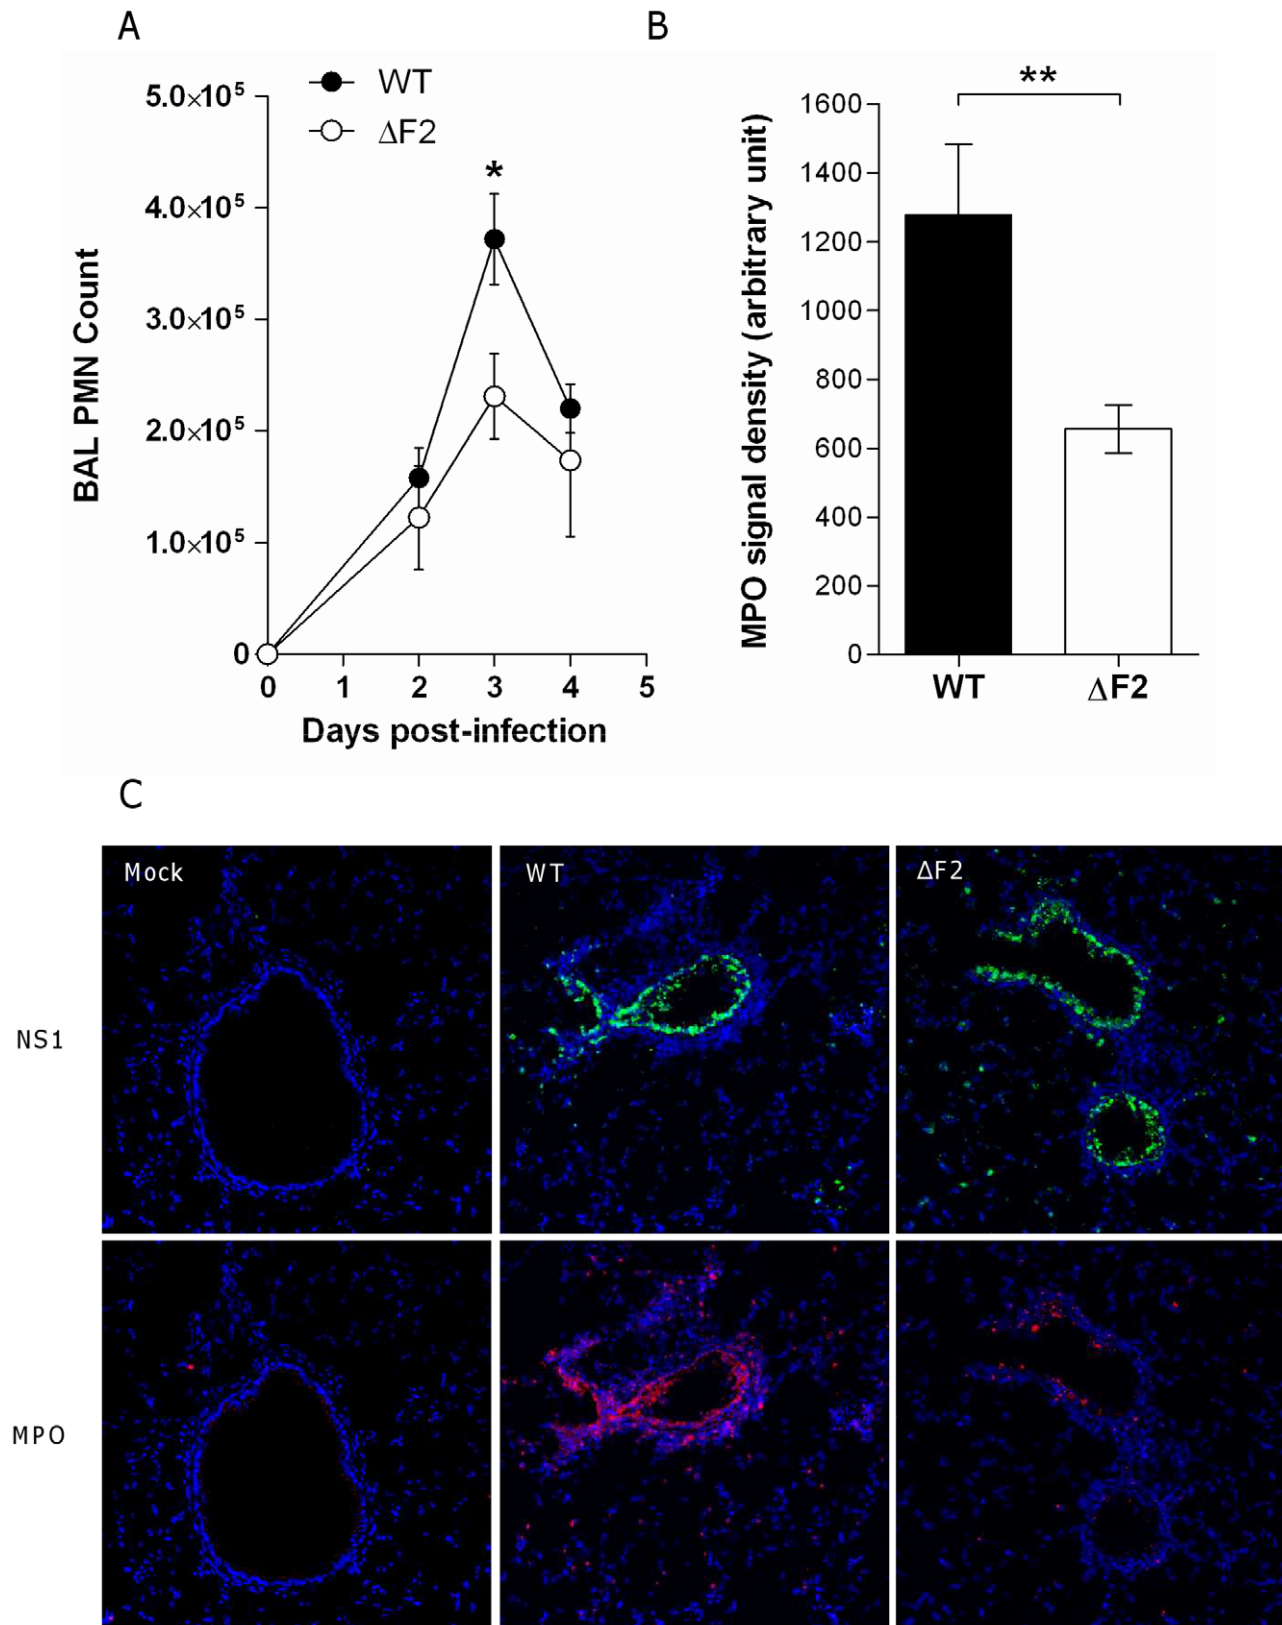 A
B
WT
ΔF2
5.0×10⁵
4.0×10⁵
3.0×10⁵
2.0×10⁵
1.0×10⁵
0
*
BAL PMN Count
0 1 2 3 4 5
Days post-infection
**
MPO signal density (arbitrary unit)
1600
1400
1200
1000
800
600
400
200
0
WT ΔF2
C
Mock WT ΔF2
NS1
MPO